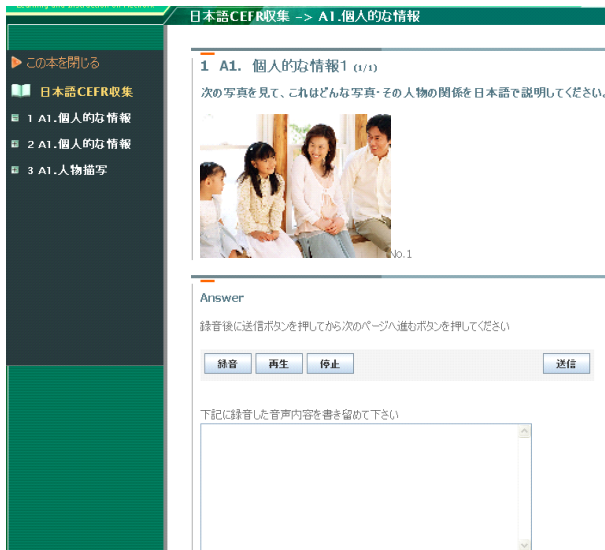 日本語CEFR収集 -> A1.個人的な情報
この本を閉じる
日本語CEFR収集
1 A1.個人的な情報
2 A1.個人的な情報
3 A1.人物描写
1 A1. 個人的な情報1 (1/1)
次の写真を見て、これはどんな写真・その人物の関係を日本語で説明してください。
No.1
Answer
録音後に送信ボタンを押してから次のページへ進むボタンを押してください
録音 再生 停止 送信
下記に録音した音声内容を書き留めて下さい